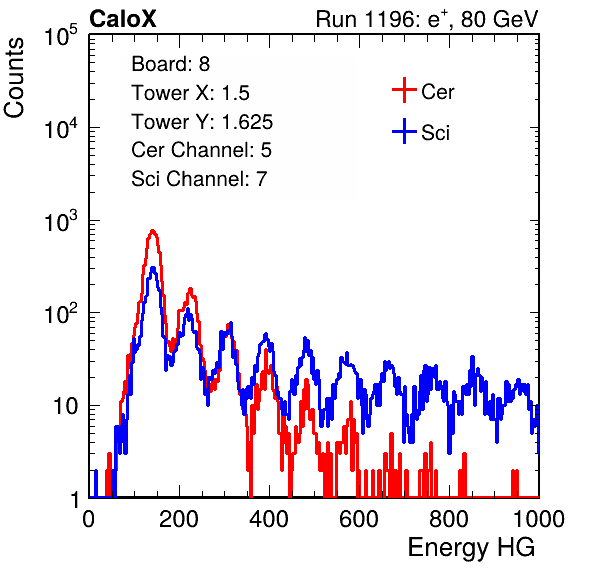 CaloX Run 1196: e⁺, 80 GeV
Counts
Board: 8
Tower X: 1.5
Tower Y: 1.625
Cer Channel: 5
Sci Channel: 7
Cer
Sci
10⁵
10⁴
10³
10²
10
1
0 200 400 600 800 1000
Energy HG